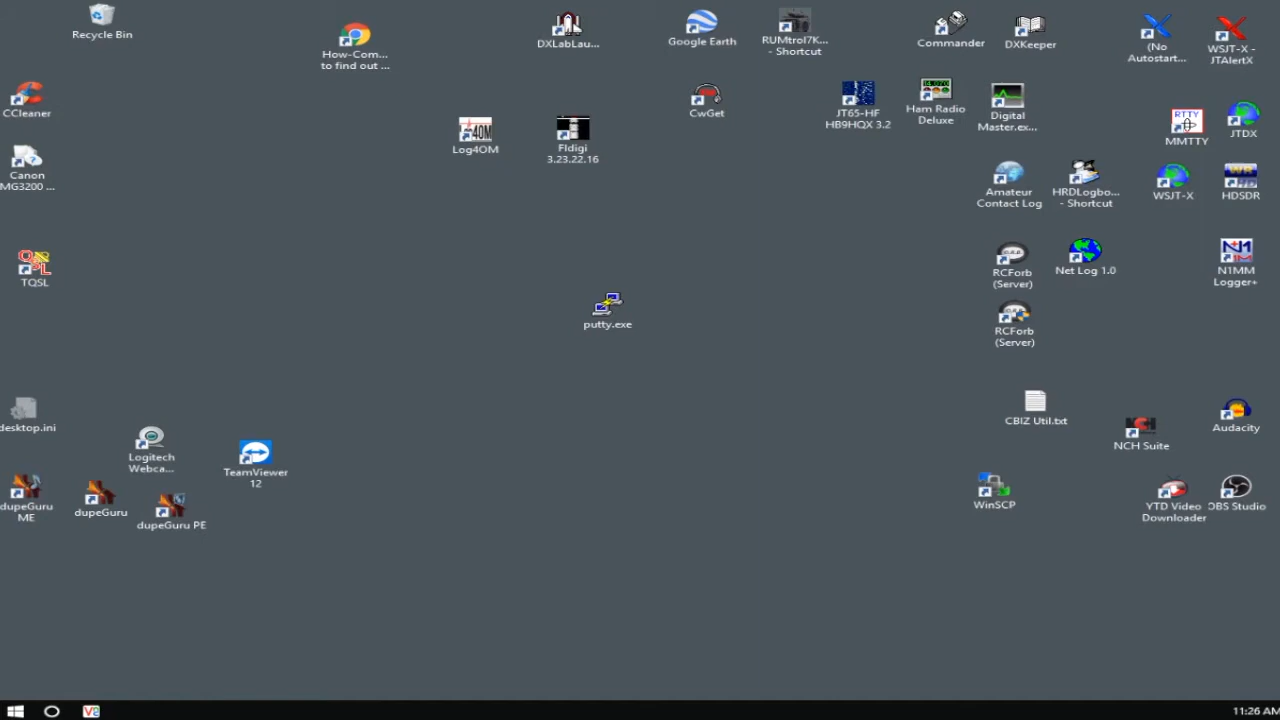 Recycle Bin
How-Com...
to find out ...
DXLabLau...
Google Earth
RUMtrol7K...
- Shortcut
Commander
DXKeeper
(No
Autostart...
WSJT-X -
JTAlertX
CCleaner
Log4OM
Fldigi
3.23.22.16
CwGet
JT65-HF
HB9HQX 3.2
14.070
Ham Radio
Deluxe
Digital
Master.ex...
RTTY
MMTTY
JTDX
Canon
MG3200 ...
Amateur
Contact Log
HRDLogbo...
- Shortcut
WSJT-X
HDSDR
TQSL
putty.exe
RCForb
(Server)
Net Log 1.0
N1MM
Logger+
RCForb
(Server)
desktop.ini
Logitech
Webca...
TeamViewer
12
CBIZ Util.txt
NCH
NCH Suite
Audacity
dupeGuru
ME
dupeGuru
dupeGuru PE
WinSCP
YTD Video
Downloader
OBS Studio
11:26 AM